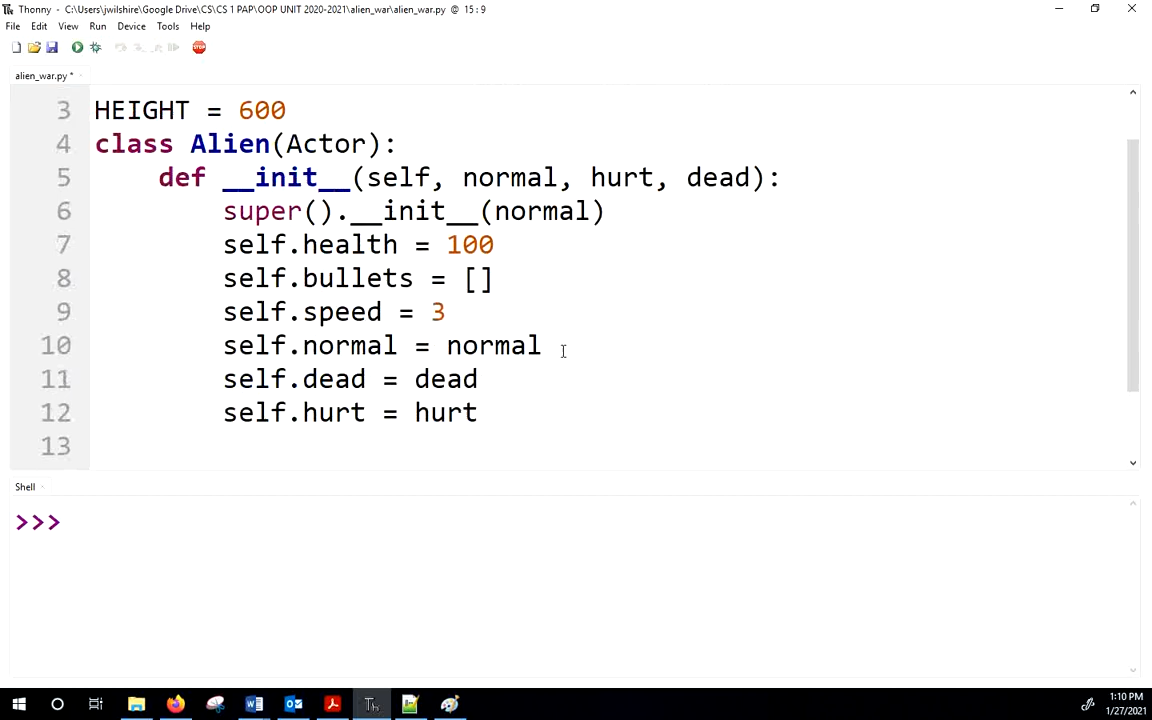 Thonny - C:\Users\jwilshire\Google Drive\CS\CS 1 PAP\OOP UNIT 2020-2021\alien_war\alien_war.py @ 15:9
File Edit View Run Device Tools Help
STOP
alien_war.py *
3 HEIGHT = 600
4 class Alien(Actor):
5 def __init__(self, normal, hurt, dead):
6 super().__init__(normal)
7 self.health = 100
8 self.bullets = []
9 self.speed = 3
10 self.normal = normal
11 self.dead = dead
12 self.hurt = hurt
13
Shell
>>>
1:10 PM
1/27/2021